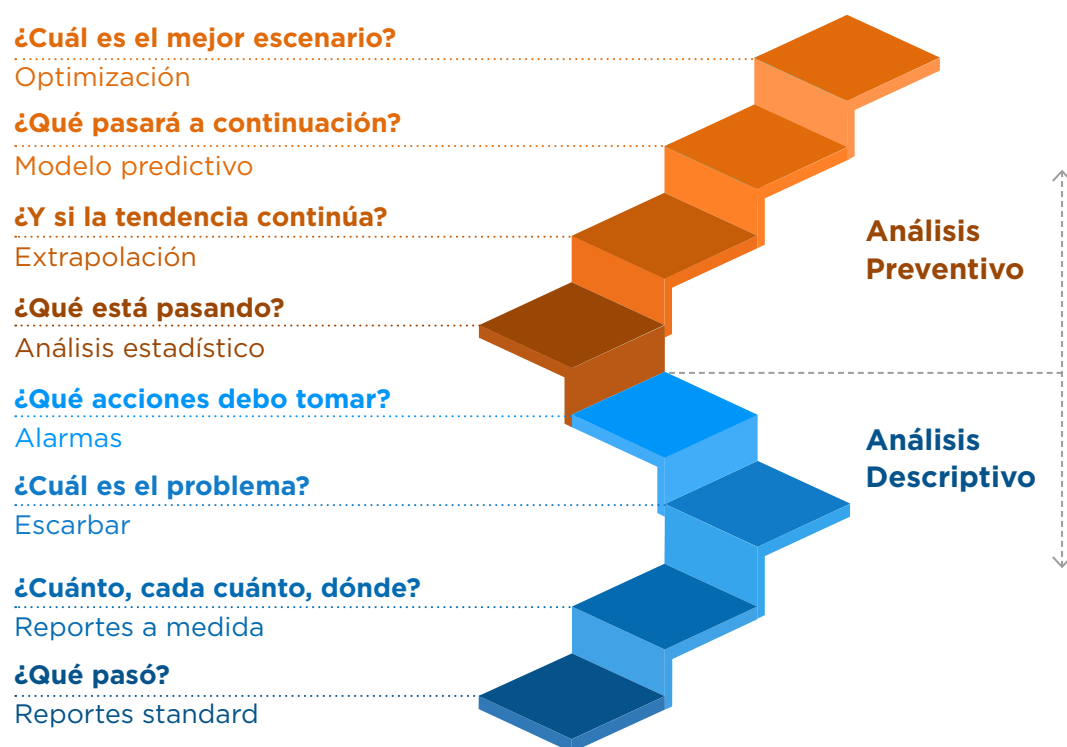 ¿Cuál es el mejor escenario?
Optimización
¿Qué pasará a continuación?
Modelo predictivo
¿Y si la tendencia continúa?
Extrapolación
¿Qué está pasando?
Análisis estadístico
¿Qué acciones debo tomar?
Alarmas
¿Cuál es el problema?
Escarbar
¿Cuánto, cada cuánto, dónde?
Reportes a medida
¿Qué pasó?
Reportes standard
Análisis
Preventivo
Análisis
Descriptivo